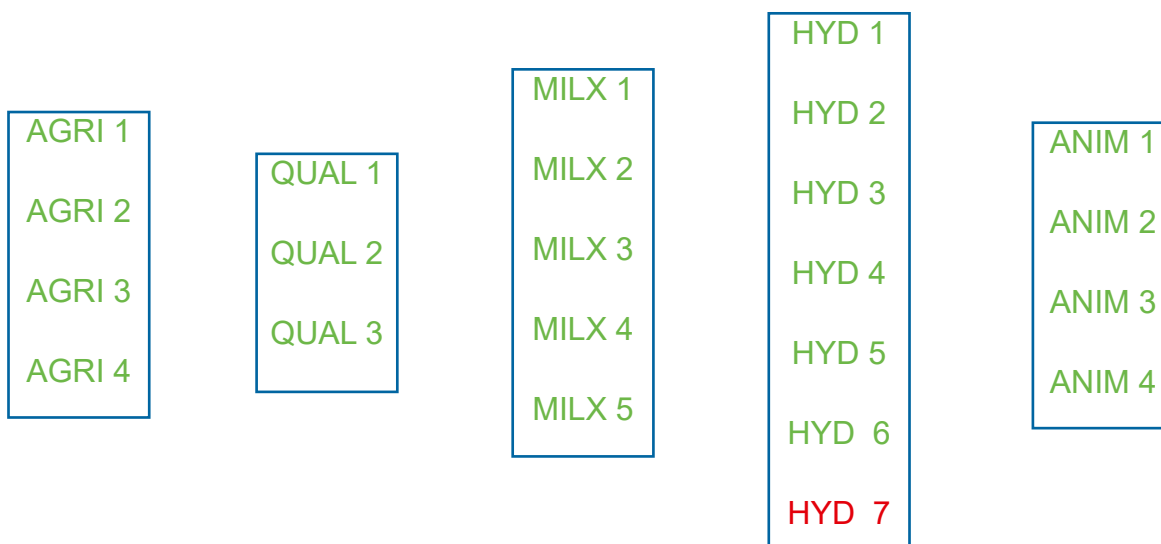 AGRI 1
AGRI 2
AGRI 3
AGRI 4
QUAL 1
QUAL 2
QUAL 3
MILX 1
MILX 2
MILX 3
MILX 4
MILX 5
HYD 1
HYD 2
HYD 3
HYD 4
HYD 5
HYD  6
HYD  7
ANIM 1
ANIM 2
ANIM 3
ANIM 4